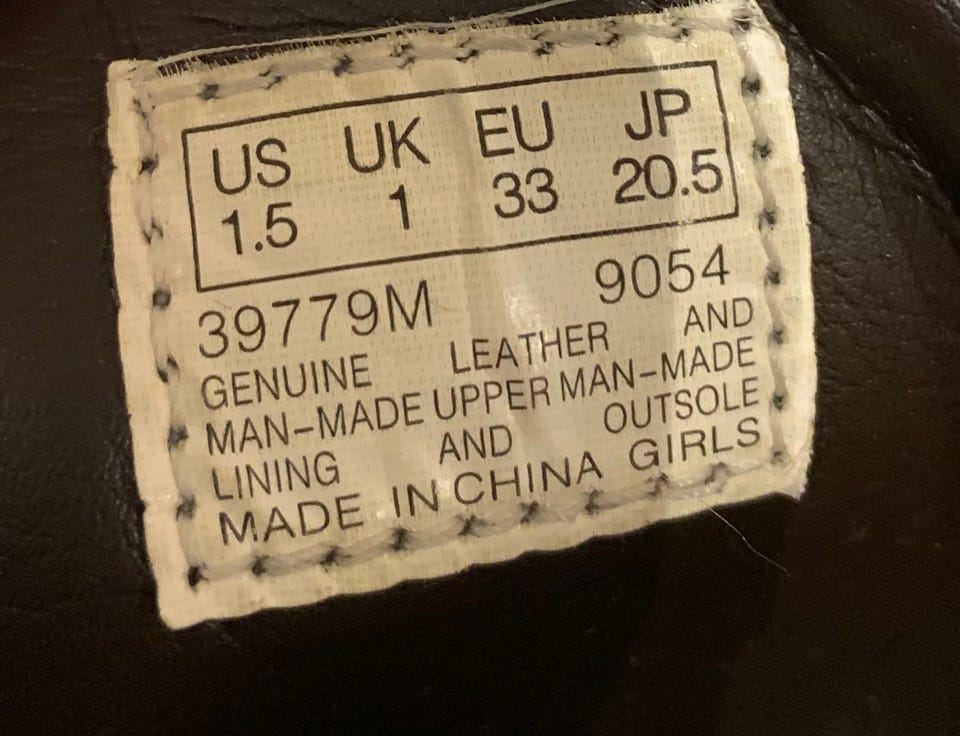 US UK EU JP
1.5 1 33 20.5
39779M 9054
GENUINE LEATHER AND
MAN-MADE UPPER MAN-MADE
LINING AND OUTSOLE
MADE IN CHINA GIRLS